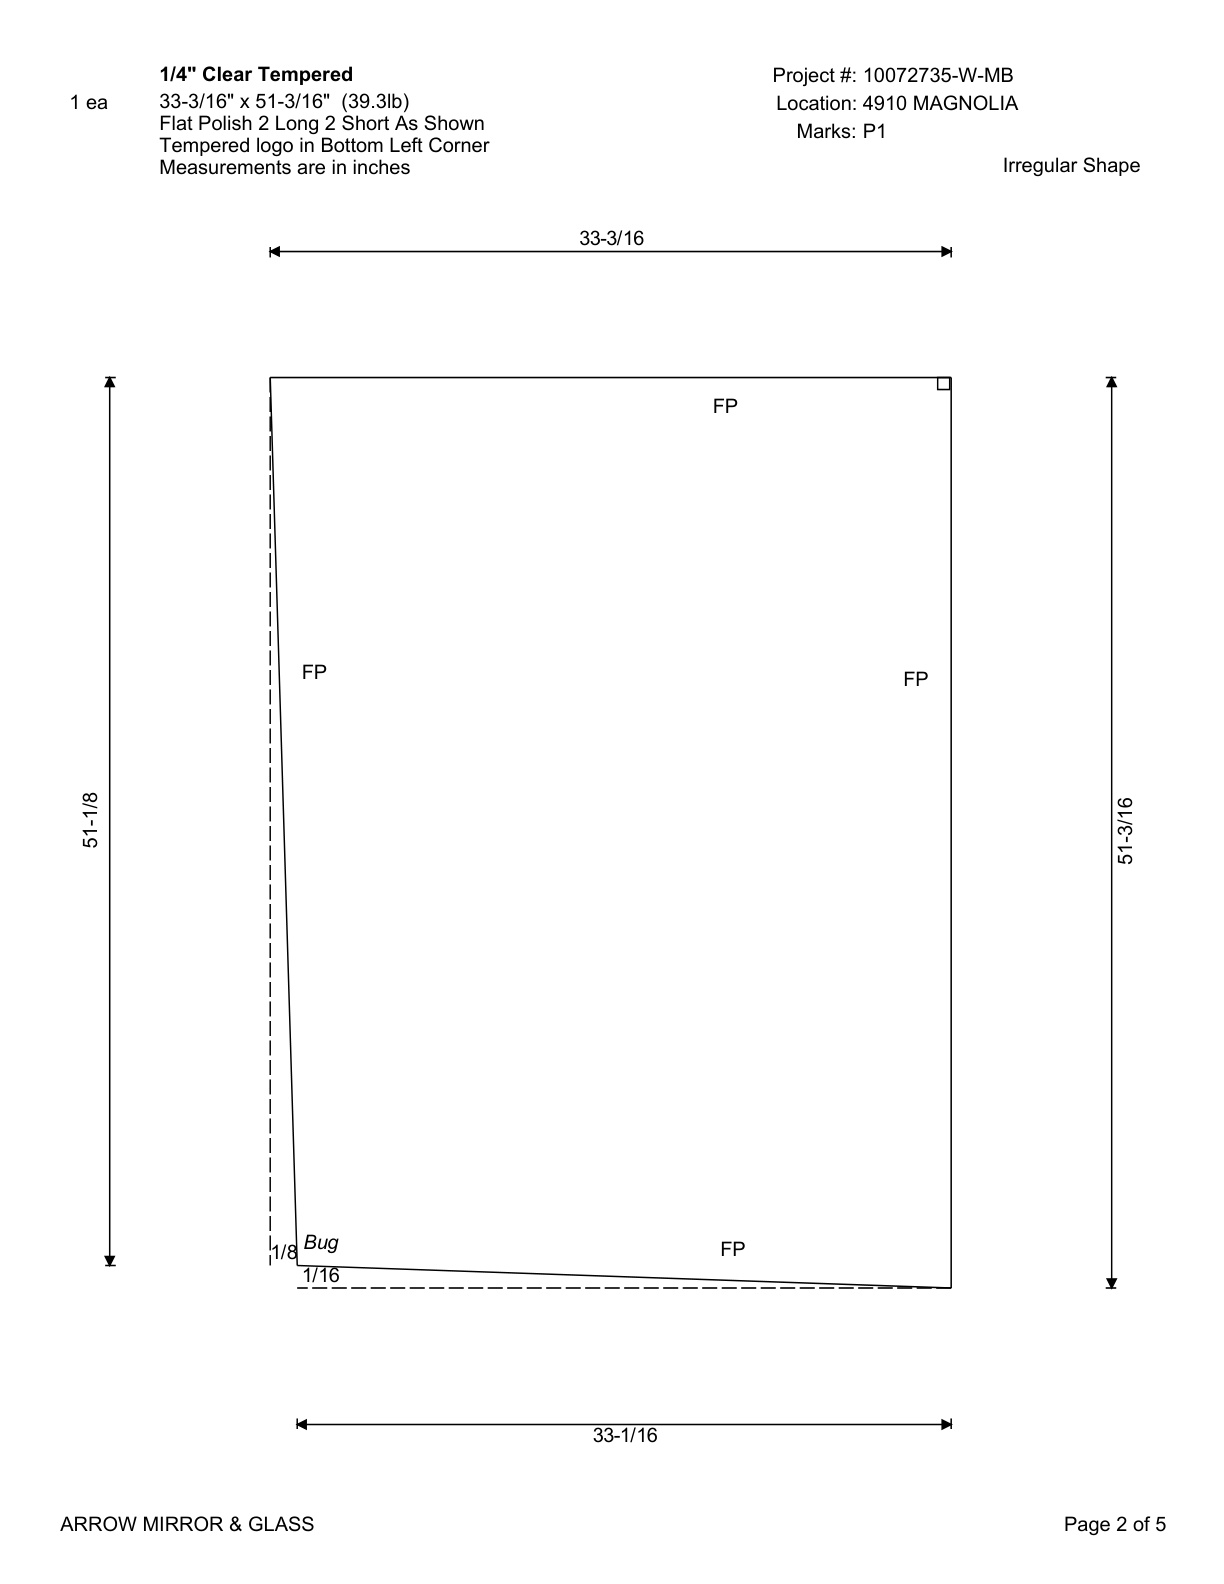 1/4" Clear Tempered
1 ea
33-3/16" x 51-3/16" (39.3lb)
Flat Polish 2 Long 2 Short As Shown
Tempered logo in Bottom Left Corner
Measurements are in inches
Project #: 10072735-W-MB
Location: 4910 MAGNOLIA
Marks: P1
Irregular Shape
33-3/16
FP
FP
FP
51-1/8
51-3/16
Bug
1/8
FP
1/16
33-1/16
ARROW MIRROR & GLASS
Page 2 of 5